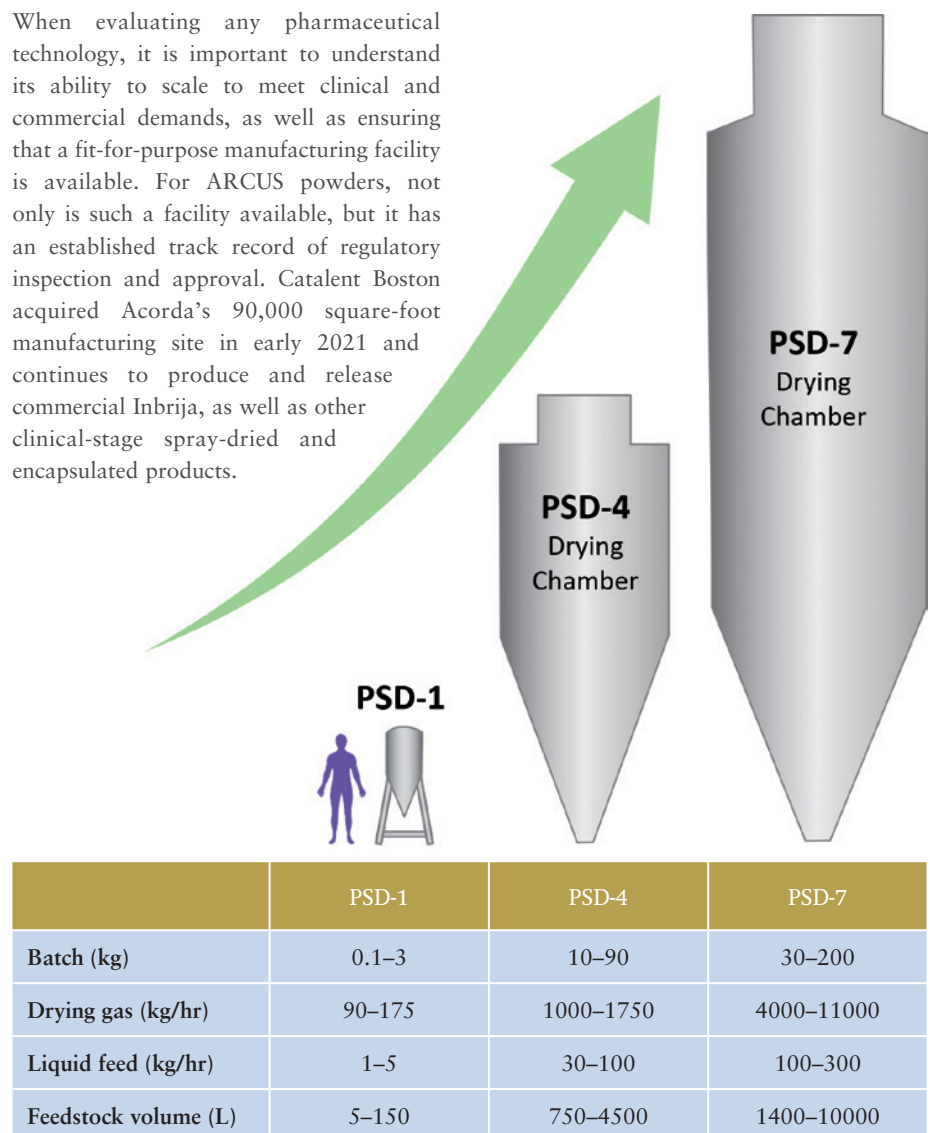 When evaluating any pharmaceutical
technology, it is important to understand
its ability to scale to meet clinical and
commercial demands, as well as ensuring
that a fit-for-purpose manufacturing facility
is available. For ARCUS powders, not
only is such a facility available, but it has
an established track record of regulatory
inspection and approval. Catalent Boston
acquired Acorda’s 90,000 square-foot
manufacturing site in early 2021 and
continues to produce and release
commercial Inbrija, as well as other
clinical-stage spray-dried and
encapsulated products.
PSD-1
PSD-4
Drying
Chamber
PSD-7
Drying
Chamber
PSD-1 PSD-4 PSD-7
Batch (kg) 0.1–3 10–90 30–200
Drying gas (kg/hr) 90–175 1000–1750 4000–11000
Liquid feed (kg/hr) 1–5 30–100 100–300
Feedstock volume (L) 5–150 750–4500 1400–10000